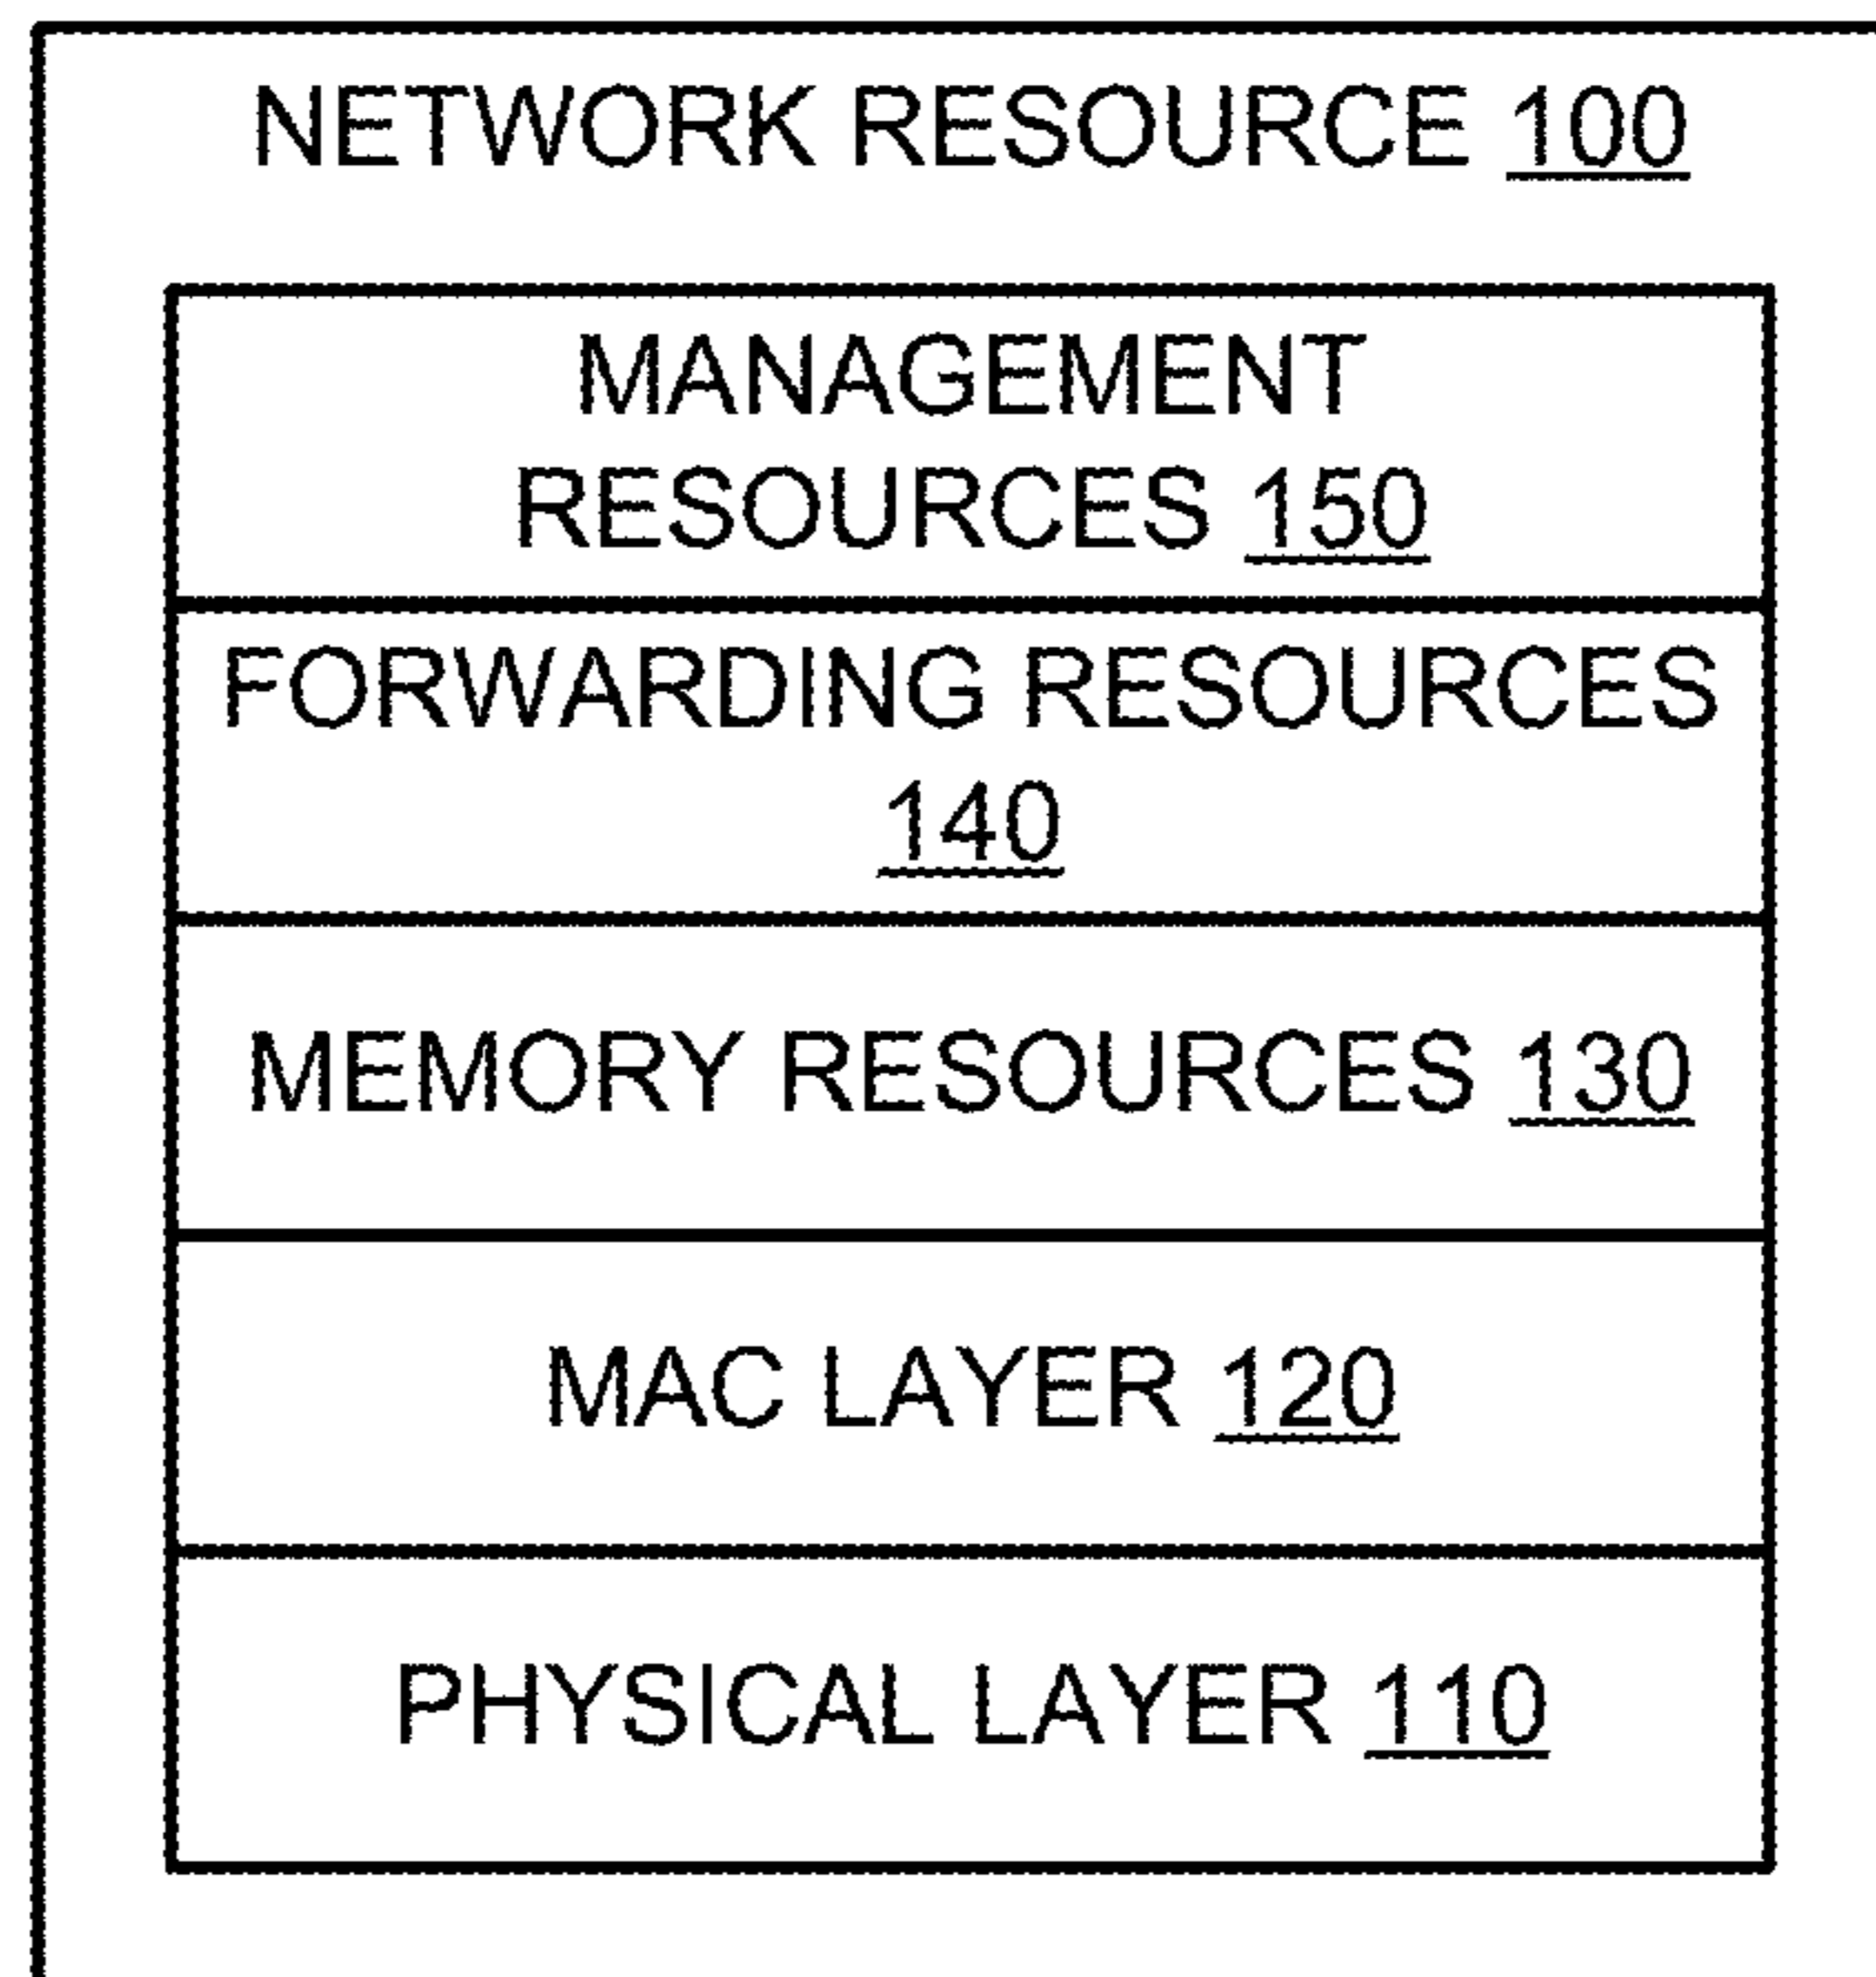 NETWORK RESOURCE 100
MANAGEMENT
RESOURCES 150
FORWARDING RESOURCES
140
MEMORY RESOURCES 130
MAC LAYER 120
PHYSICAL LAYER 110